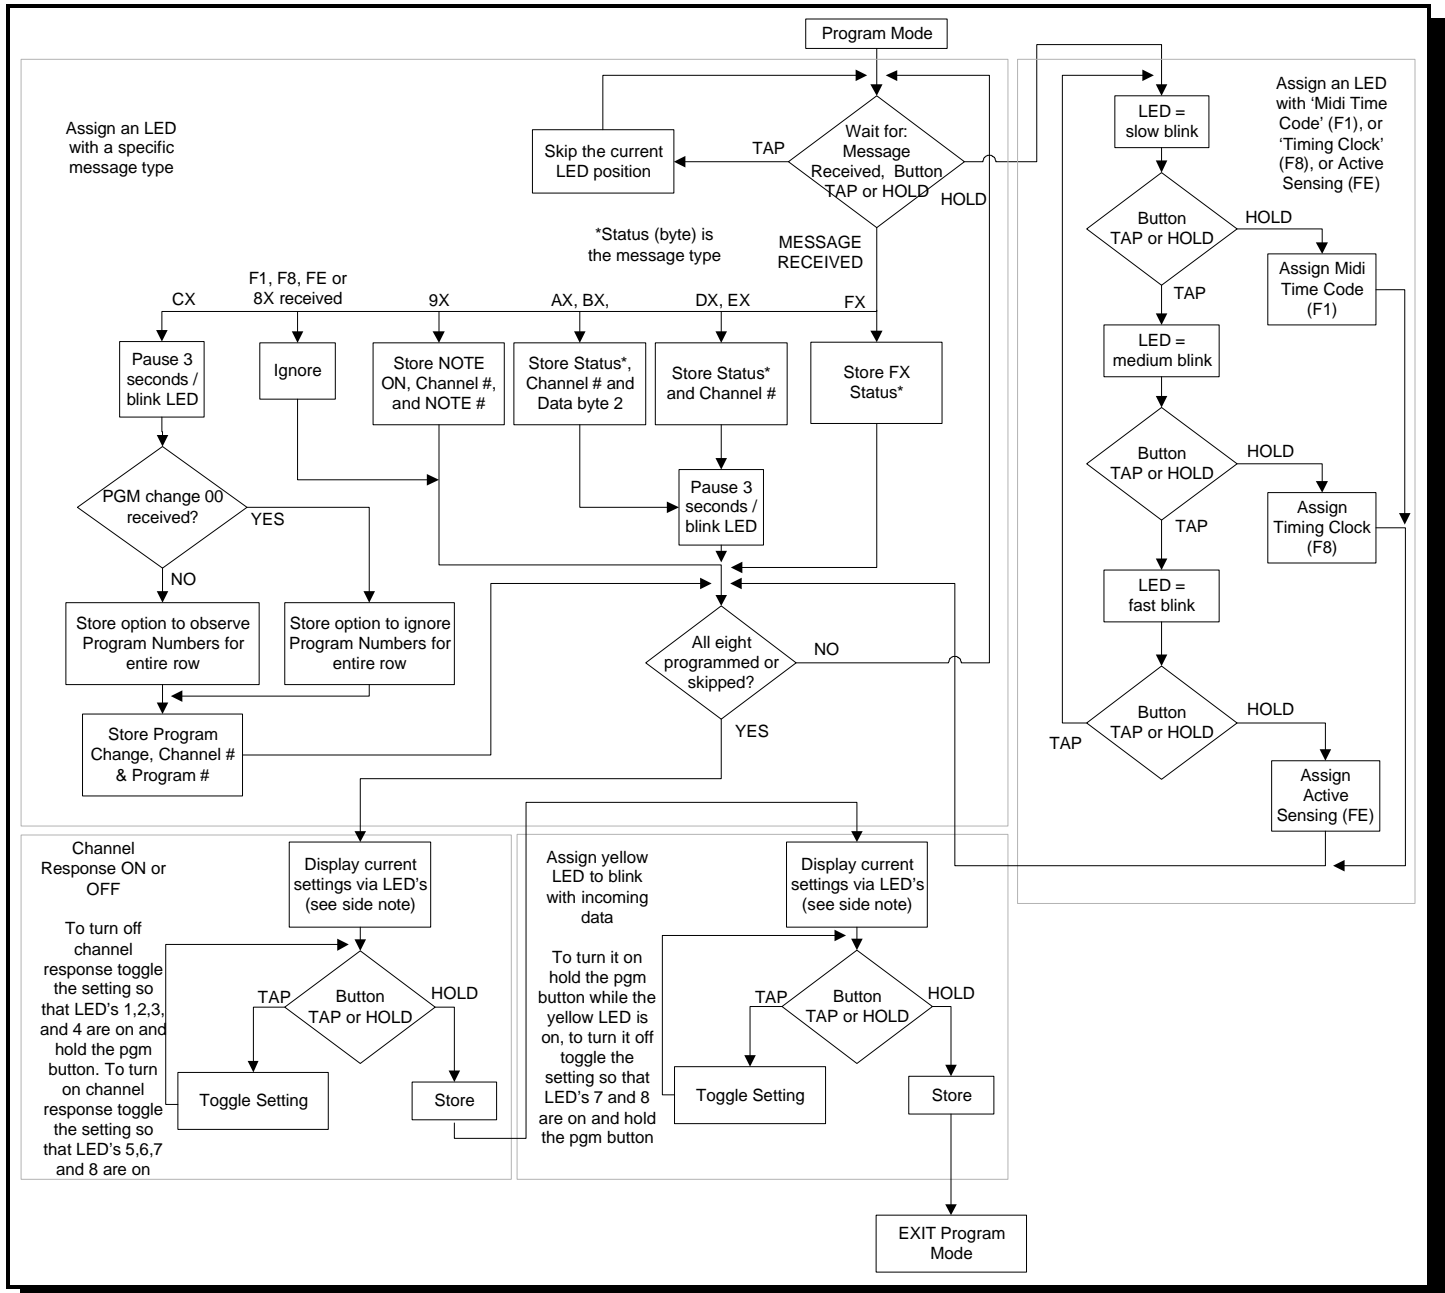 Program Mode
Assign an LED
with a specific
message type
Skip the current
LED position
TAP
Wait for:
Message
Received, Button
TAP or HOLD
HOLD
*Status (byte) is
the message type
MESSAGE
RECEIVED
CX
F1, F8, FE or
8X received
9X
AX, BX,
DX, EX
FX
Pause 3
seconds /
blink LED
Ignore
Store NOTE
ON, Channel #,
and NOTE #
Store Status*,
Channel # and
Data byte 2
Store Status*
and Channel #
Store FX
Status*
PGM change 00
received?
YES
NO
Pause 3
seconds /
blink LED
Store option to observe
Program Numbers for
entire row
Store option to ignore
Program Numbers for
entire row
Store Program
Change, Channel #
& Program #
All eight
programmed or
skipped?
NO
YES
Assign an LED
with ‘Midi Time
Code’ (F1), or
‘Timing Clock’
(F8), or Active
Sensing (FE)
LED =
slow blink
Button
TAP or HOLD
HOLD
Assign Midi
Time Code
(F1)
TAP
LED =
medium blink
Button
TAP or HOLD
HOLD
Assign
Timing Clock
(F8)
TAP
LED =
fast blink
Button
TAP or HOLD
HOLD
TAP
Assign
Active
Sensing (FE)
Channel
Response ON or
OFF
To turn off
channel
response toggle
the setting so
that LED’s 1,2,3,
and 4 are on and
hold the pgm
button. To turn
on channel
response toggle
the setting so
that LED’s 5,6,7
and 8 are on
Display current
settings via LED’s
(see side note)
Button
TAP or HOLD
TAP
HOLD
Toggle Setting
Store
Assign yellow
LED to blink
with incoming
data
To turn it on
hold the pgm
button while the
yellow LED is
on, to turn it off
toggle the
setting so that
LED’s 7 and 8
are on and hold
the pgm button
Display current
settings via LED’s
(see side note)
Button
TAP or HOLD
TAP
HOLD
Toggle Setting
Store
EXIT Program
Mode